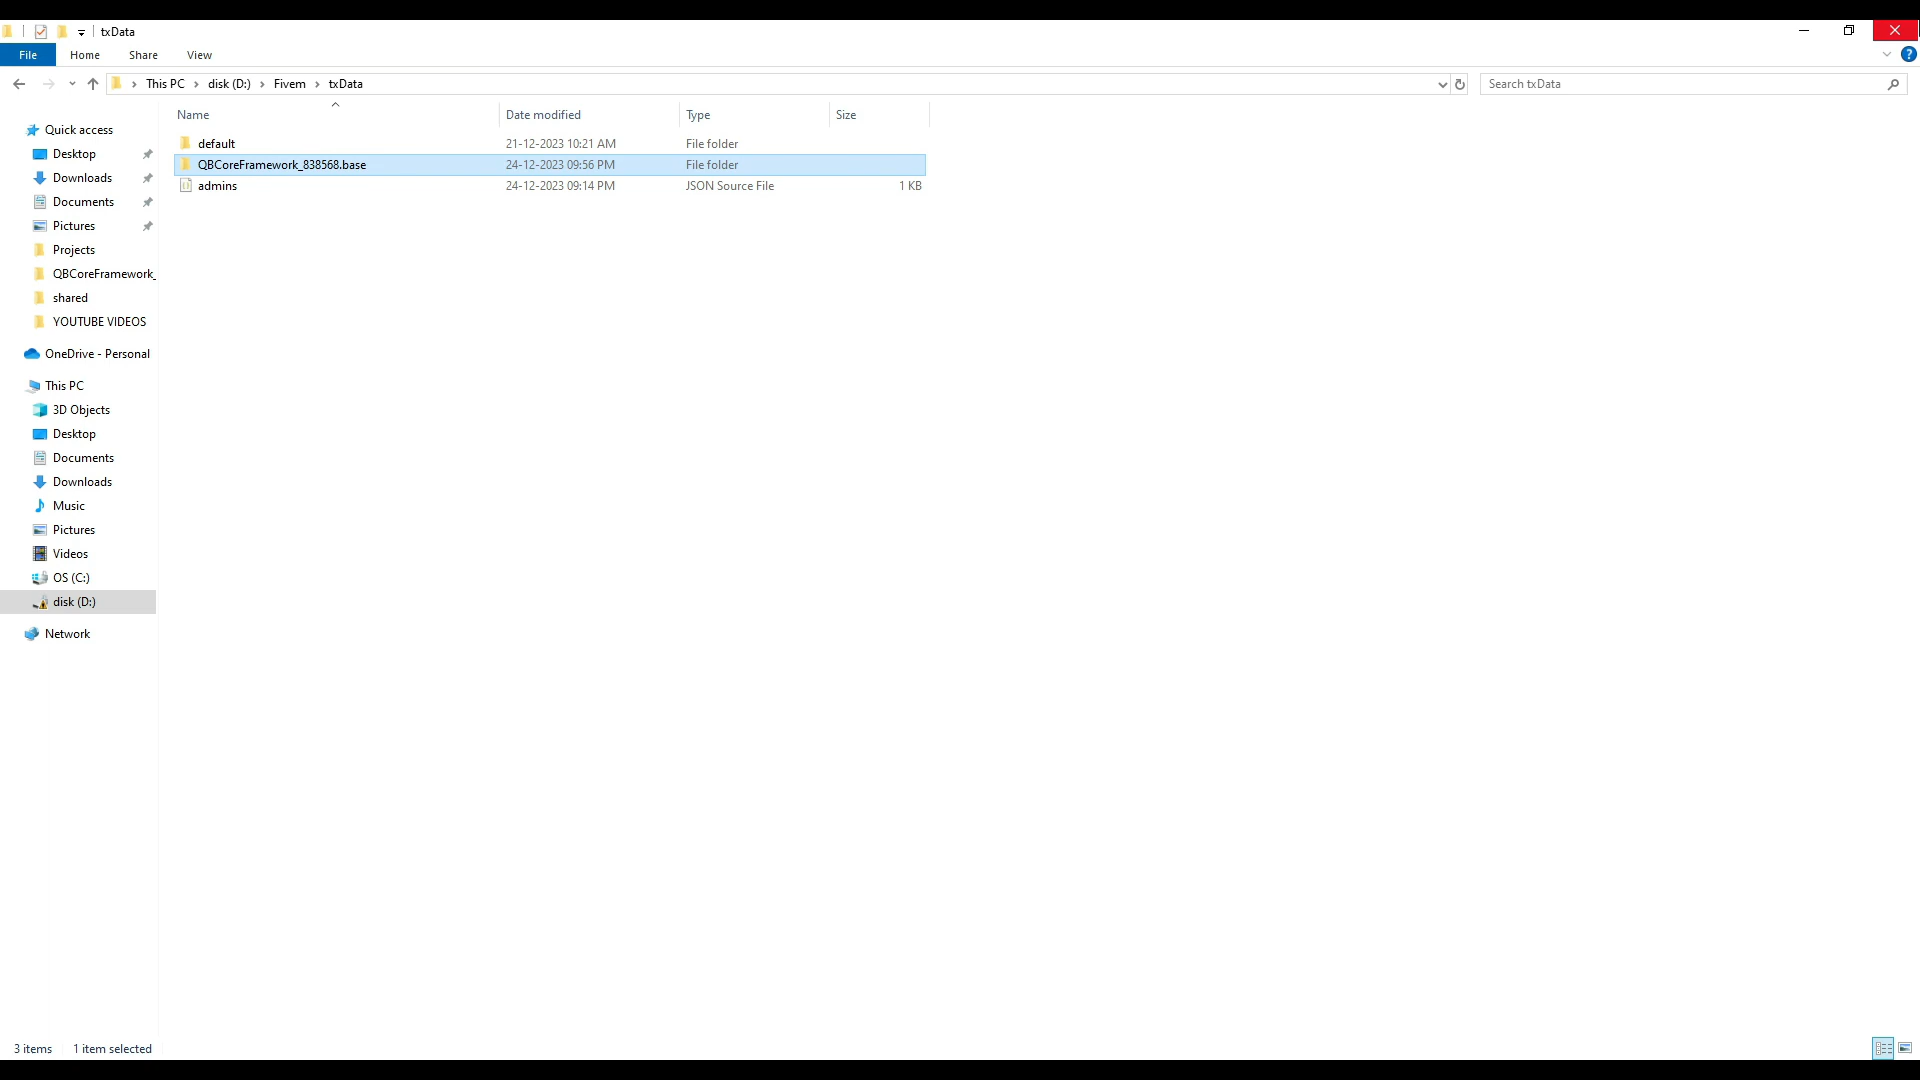 txData
File Home Share View
This PC disk (D:) Fivem txData
Search txData
Name Date modified Type Size
default 21-12-2023 10:21 AM File folder
QBCoreFramework_838568.base 24-12-2023 09:56 PM File folder
admins 24-12-2023 09:14 PM JSON Source File 1 KB
Quick access
Desktop
Downloads
Documents
Pictures
Projects
QBCoreFramework_
shared
YOUTUBE VIDEOS
OneDrive - Personal
This PC
3D Objects
Desktop
Documents
Downloads
Music
Pictures
Videos
OS (C:)
disk (D:)
Network
3 items 1 item selected